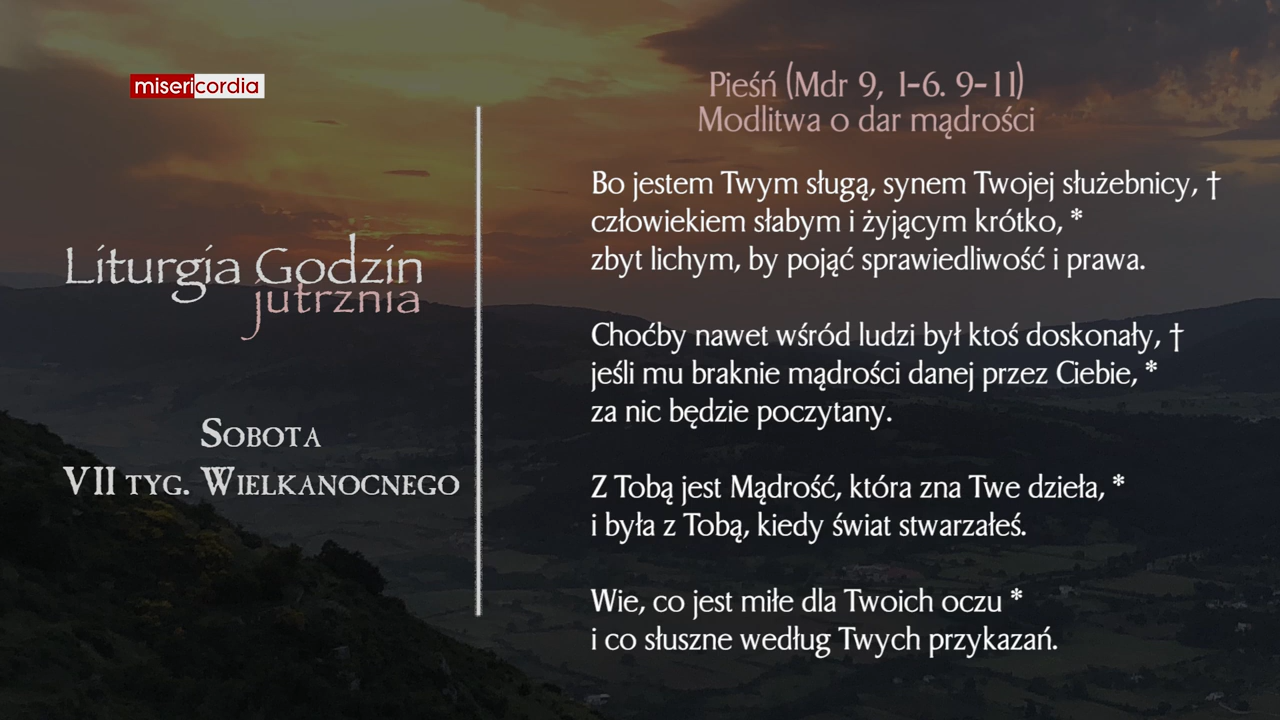 misericordia
Liturgia Godzin
jutrznia
Sobota
VII tyg. Wielkanocnego
Pieśń (Mdr 9, 1-6. 9-11)
Modlitwa o dar mądrości
Bo jestem Twym sługą, synem Twojej służebnicy, †
człowiekiem słabym i żyjącym krótko, *
zbyt lichym, by pojąć sprawiedliwość i prawa.
Choćby nawet wśród ludzi był ktoś doskonały, †
jeśli mu braknie mądrości danej przez Ciebie, *
za nic będzie poczytany.
Z Tobą jest Mądrość, która zna Twe dzieła, *
i była z Tobą, kiedy świat stwarzałeś.
Wie, co jest miłe dla Twoich oczu *
i co słuszne według Twych przykazań.